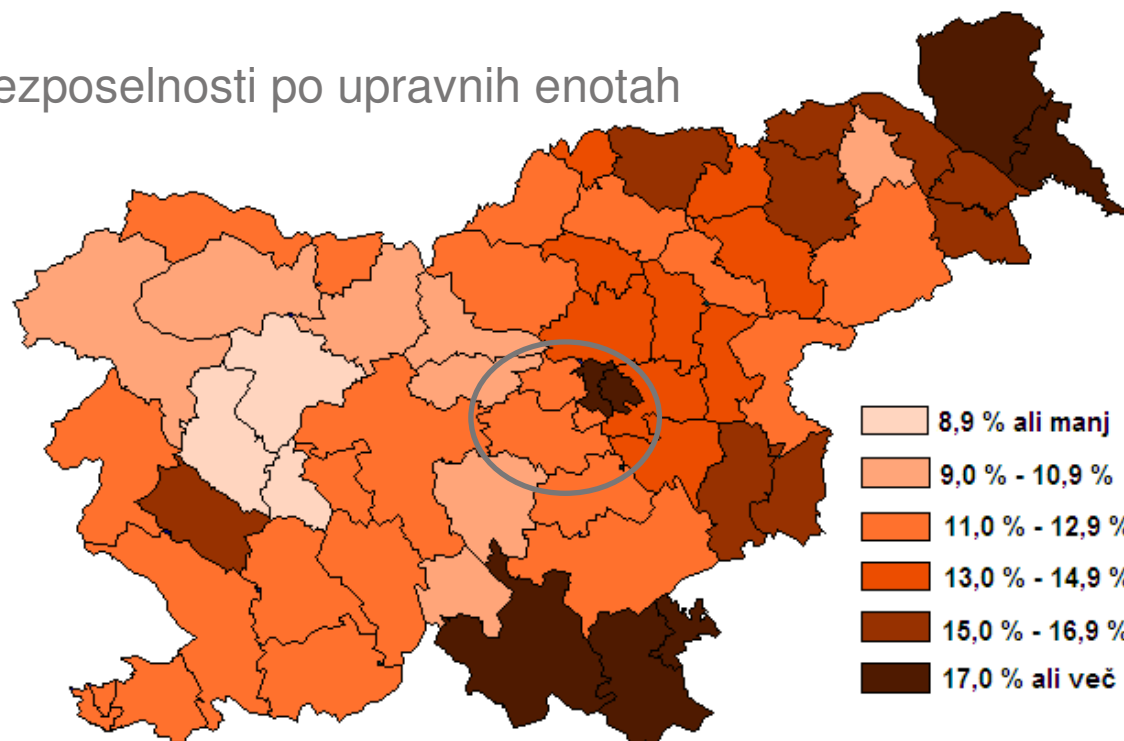 ezposelnosti po upravnih enotah
8,9 % ali manj
9,0 % - 10,9 %
11,0 % - 12,9 %
13,0 % - 14,9 %
15,0 % - 16,9 %
17,0 % ali več